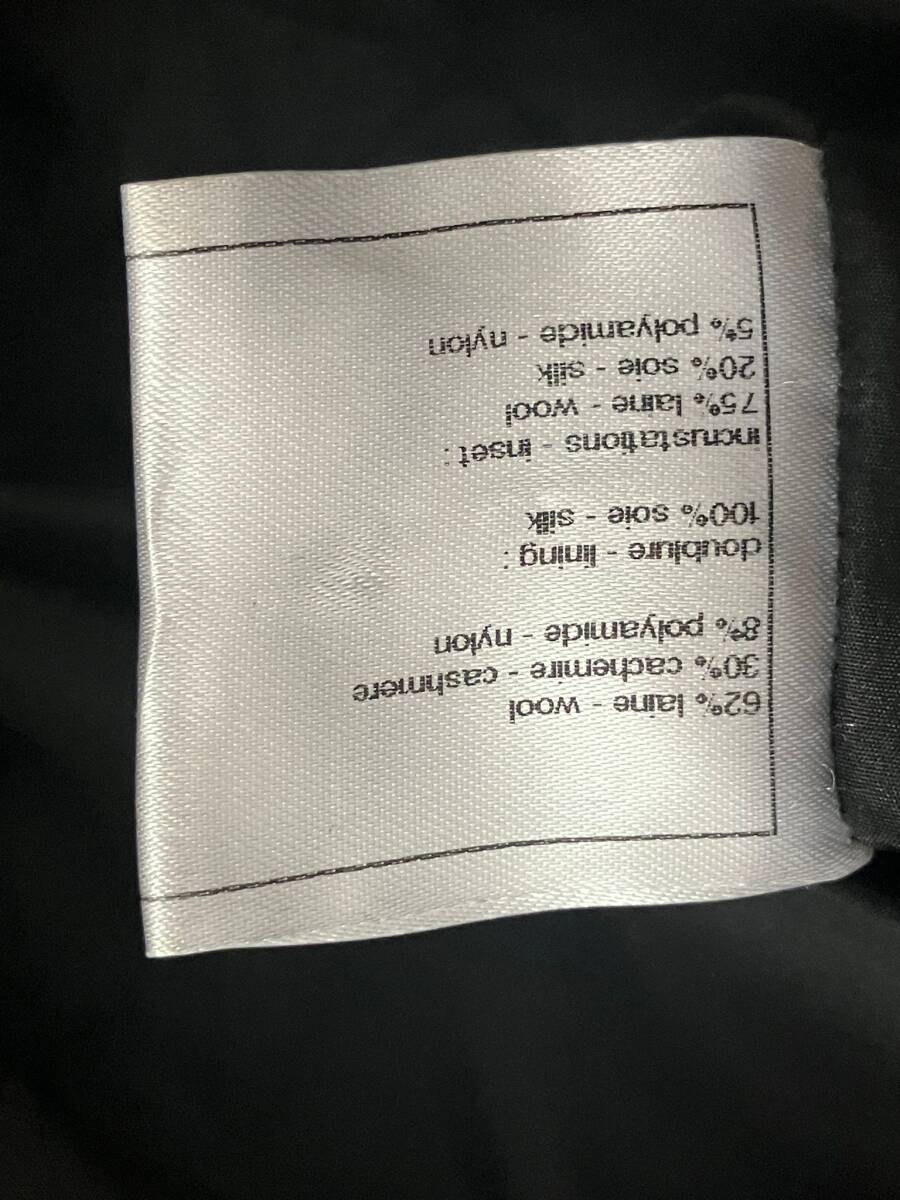 62% laine - wool
30% cachemire - cashmere
8% polyamide - nylon
doublure - lining :
100% soie - silk
incrustations - inset :
75% laine - wool
20% soie - silk
5% polyamide - nylon